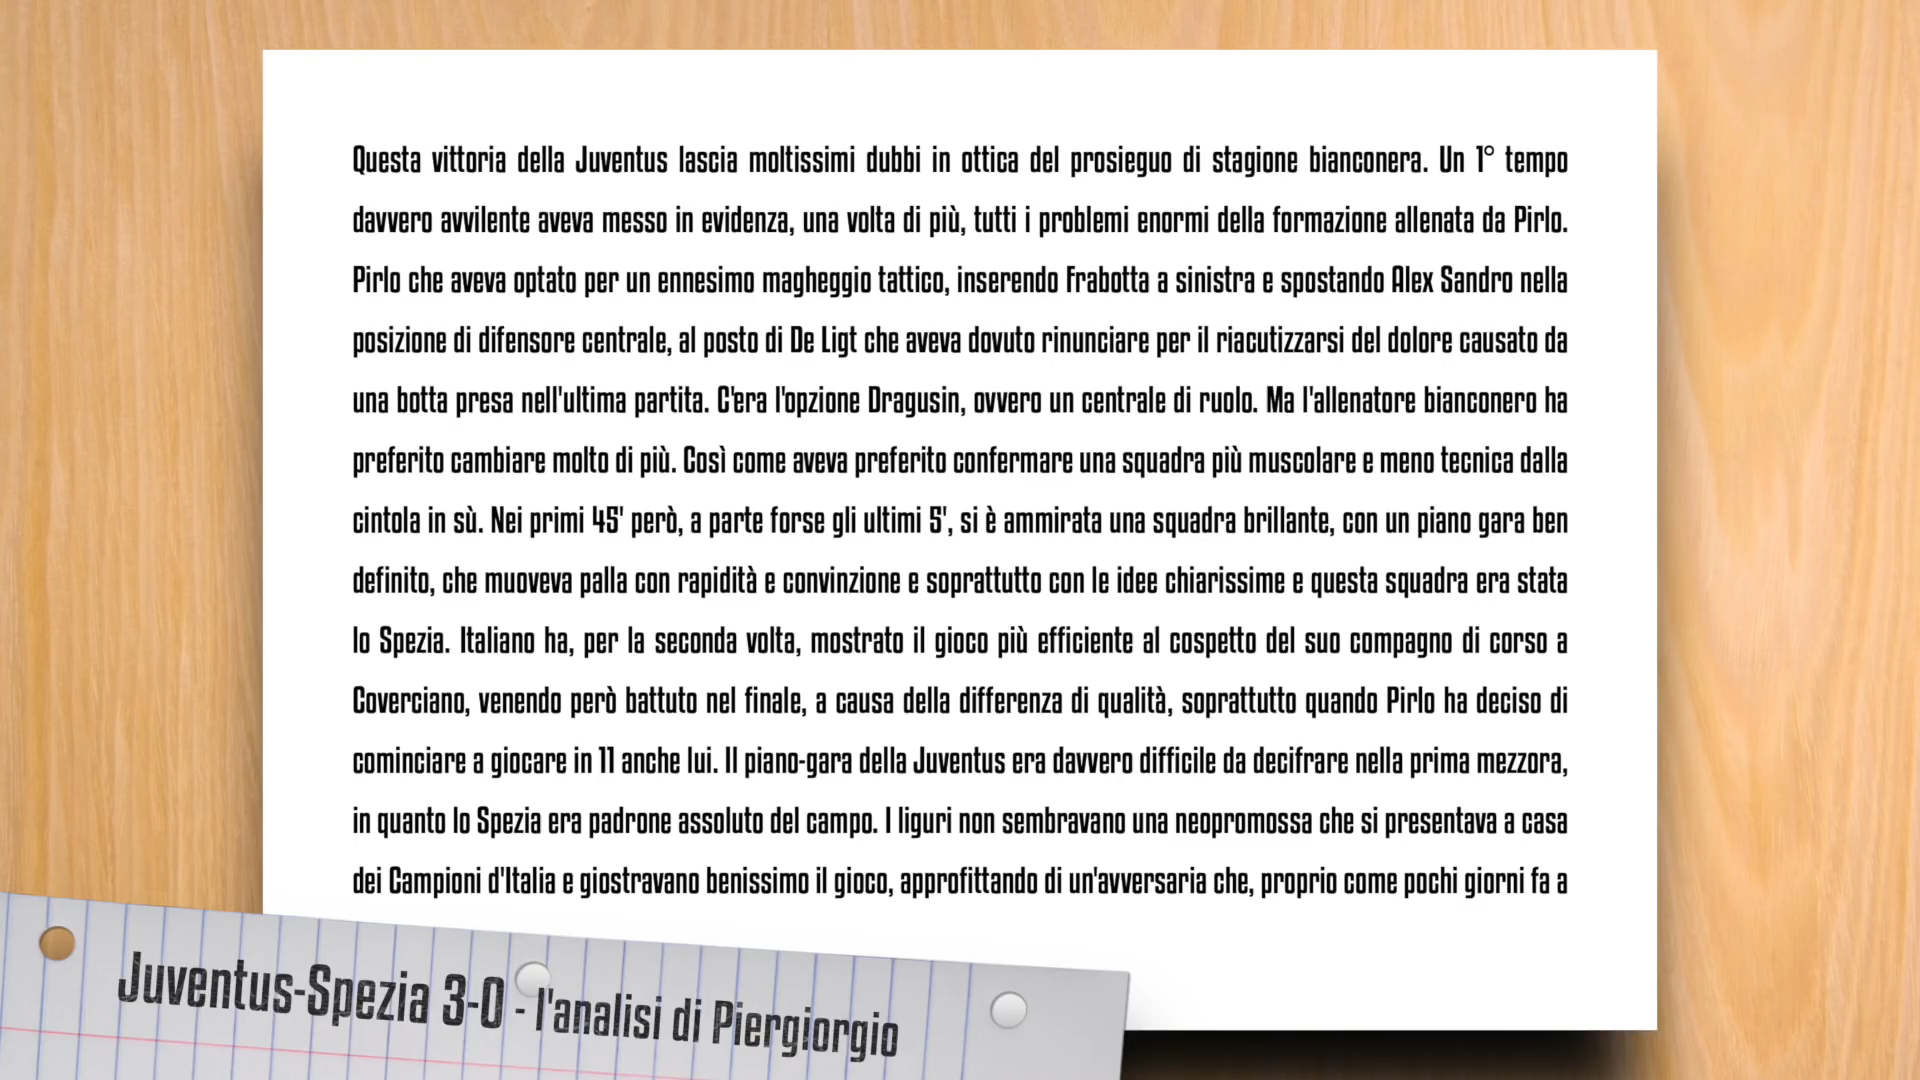 Questa vittoria della Juventus lascia moltissimi dubbi in ottica del prosieguo di stagione bianconera. Un 1° tempo
davvero avvilente aveva messo in evidenza, una volta di più, tutti i problemi enormi della formazione allenata da Pirlo.
Pirlo che aveva optato per un ennesimo magheggio tattico, inserendo Frabotta a sinistra e spostando Alex Sandro nella
posizione di difensore centrale, al posto di De Ligt che aveva dovuto rinunciare per il riacutizzarsi del dolore causato da
una botta presa nell'ultima partita. C'era l'opzione Dragusin, ovvero un centrale di ruolo. Ma l'allenatore bianconero ha
preferito cambiare molto di più. Così come aveva preferito confermare una squadra più muscolare e meno tecnica dalla
cintola in sù. Nei primi 45' però, a parte forse gli ultimi 5', si è ammirata una squadra brillante, con un piano gara ben
definito, che muoveva palla con rapidità e convinzione e soprattutto con le idee chiarissime e questa squadra era stata
lo Spezia. Italiano ha, per la seconda volta, mostrato il gioco più efficiente al cospetto del suo compagno di corso a
Coverciano, venendo però battuto nel finale, a causa della differenza di qualità, soprattutto quando Pirlo ha deciso di
cominciare a giocare in 11 anche lui. Il piano-gara della Juventus era davvero difficile da decifrare nella prima mezzora,
in quanto lo Spezia era padrone assoluto del campo. I liguri non sembravano una neopromossa che si presentava a casa
dei Campioni d'Italia e giostravano benissimo il gioco, approfittando di un'avversaria che, proprio come pochi giorni fa a
Juventus-Spezia 3-0 - l'analisi di Piergiorgio